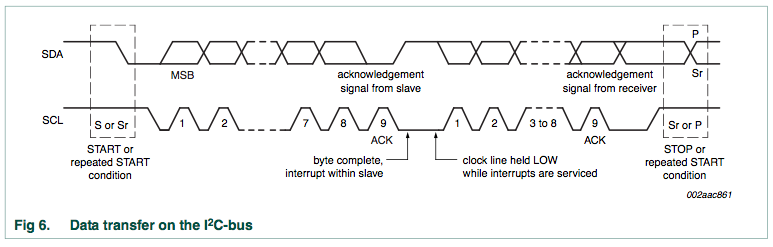 P
SDA
MSB
acknowledgement
signal from slave
acknowledgement
signal from receiver
Sr
SCL
S or Sr
1
2
7
8
9
1
2
3 to 8
9
Sr or P
ACK
ACK
START or
repeated START
condition
byte complete,
interrupt within slave
clock line held LOW
while interrupts are serviced
STOP or
repeated START
condition
002aac861
Fig 6. Data transfer on the I²C-bus